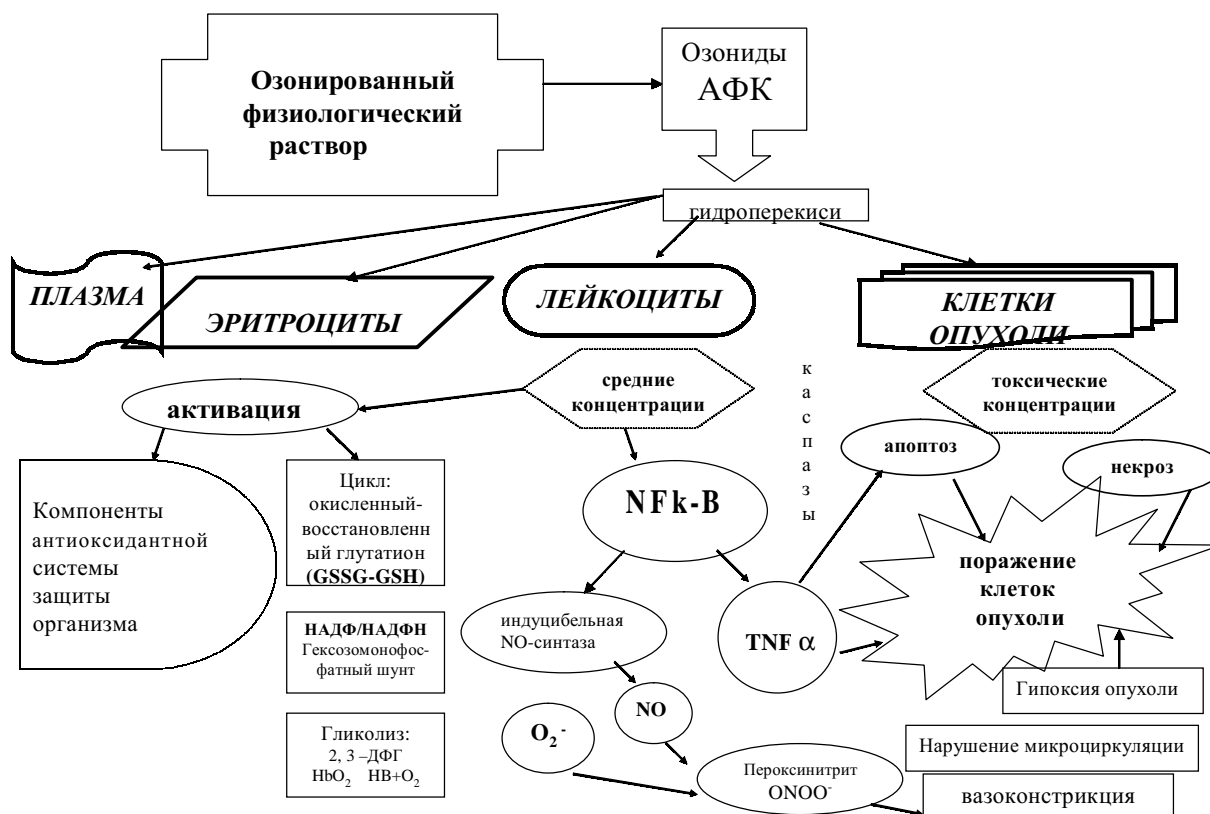 Озонированный
физиологический
раствор
Озониды
АФК
гидроперекиси
ПЛАЗМА
ЭРИТРОЦИТЫ
ЛЕЙКОЦИТЫ
КЛЕТКИ
ОПУХОЛИ
активация
средние
концентрации
каспазы
токсические
концентрации
апоптоз
некроз
Компоненты
антиоксидантной
системы
защиты
организма
Цикл:
окисленный-
восстановленн
ый глутатион
(GSSG-GSH)
НАДФ/НАДФН
Гексозомонофос-
фатный шунт
Гликолиз:
2, 3 –ДФГ
HbO₂ НВ+O₂
NFk-B
индуцибельная
NO-синтаза
TNF α
NO
O₂⁻
Пероксинитрит
ONOO⁻
поражение
клеток
опухоли
Гипоксия опухоли
Нарушение микроциркуляции
вазоконстрикция